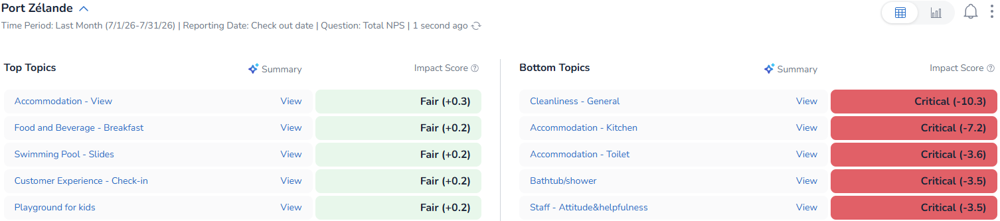 Port Zélande
Time Period: Last Month (7/1/26-7/31/26) | Reporting Date: Check out date | Question: Total NPS | 1 second ago
Top Topics Summary Impact Score
Accommodation - View View Fair (+0.3)
Food and Beverage - Breakfast View Fair (+0.2)
Swimming Pool - Slides View Fair (+0.2)
Customer Experience - Check-in View Fair (+0.2)
Playground for kids View Fair (+0.2)
Bottom Topics Summary Impact Score
Cleanliness - General View Critical (-10.3)
Accommodation - Kitchen View Critical (-7.2)
Accommodation - Toilet View Critical (-3.6)
Bathtub/shower View Critical (-3.5)
Staff - Attitude&helpfulness View Critical (-3.5)